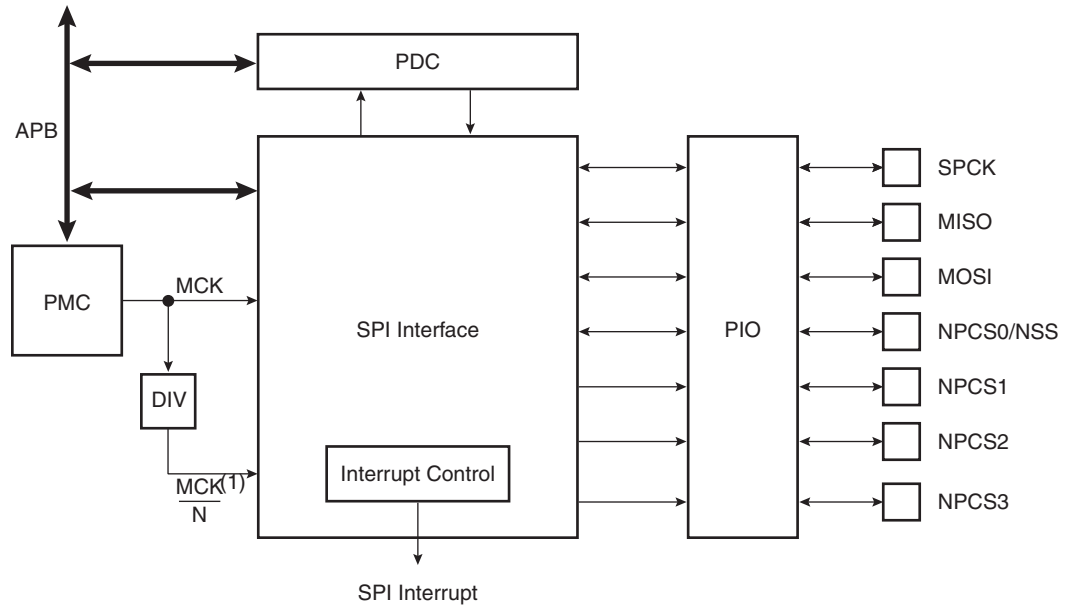 PDC
APB
SPCK
MISO
PMC
MCK
MOSI
SPI Interface
PIO
NPCS0/NSS
DIV
NPCS1
NPCS2
Interrupt Control
MCK(1)
N
NPCS3
SPI Interrupt